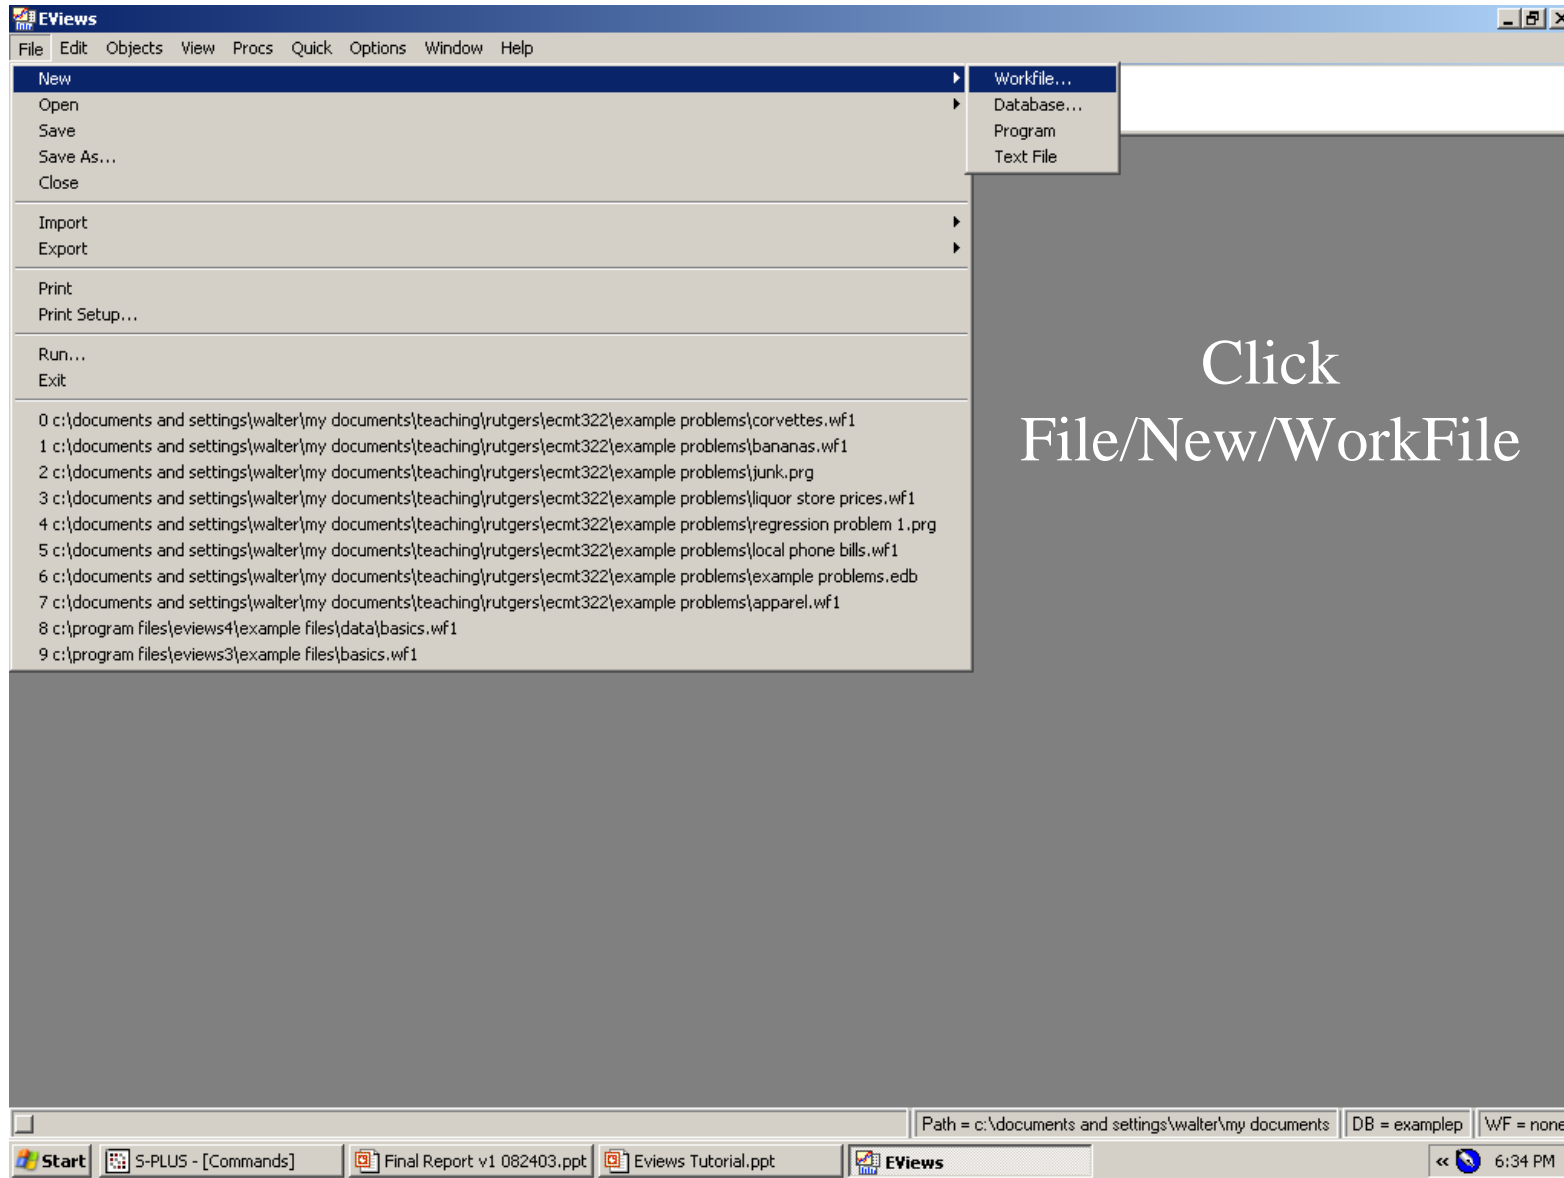 EViews
File Edit Objects View Procs Quick Options Window Help
New
Open
Save
Save As...
Close
Import
Export
Print
Print Setup...
Run...
Exit
0 c:\documents and settings\walter\my documents\teaching\rutgers\ecmt322\example problems\corvettes.wf1
1 c:\documents and settings\walter\my documents\teaching\rutgers\ecmt322\example problems\bananas.wf1
2 c:\documents and settings\walter\my documents\teaching\rutgers\ecmt322\example problems\junk.prg
3 c:\documents and settings\walter\my documents\teaching\rutgers\ecmt322\example problems\liquor store prices.wf1
4 c:\documents and settings\walter\my documents\teaching\rutgers\ecmt322\example problems\regression problem 1.prg
5 c:\documents and settings\walter\my documents\teaching\rutgers\ecmt322\example problems\local phone bills.wf1
6 c:\documents and settings\walter\my documents\teaching\rutgers\ecmt322\example problems\example problems.edb
7 c:\documents and settings\walter\my documents\teaching\rutgers\ecmt322\example problems\apparel.wf1
8 c:\program files\eviews4\example files\data\basics.wf1
9 c:\program files\eviews3\example files\basics.wf1
Workfile...
Database...
Program
Text File
Click
File/New/WorkFile
Path = c:\documents and settings\walter\my documents DB = examplep WF = none
Start S-PLUS - [Commands] Final Report v1 082403.ppt Eviews Tutorial.ppt EViews « 6:34 PM